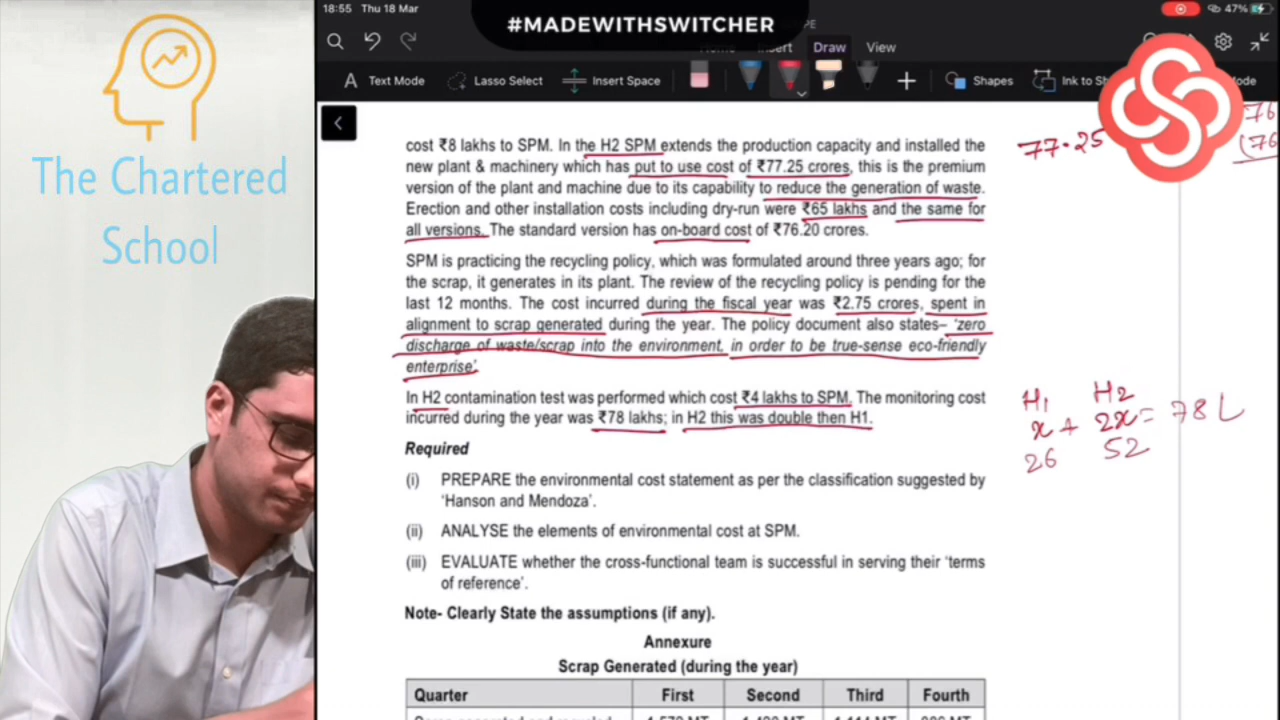 18:55 Thu 18 Mar
#MADEWITHSWITCHER
47%
Insert Draw View
Text Mode Lasso Select Insert Space Shapes Ink to Sh ode
The Chartered
School
cost ₹8 lakhs to SPM. In the H2 SPM extends the production capacity and installed the
new plant & machinery which has put to use cost of ₹77.25 crores, this is the premium
version of the plant and machine due to its capability to reduce the generation of waste.
Erection and other installation costs including dry-run were ₹65 lakhs and the same for
all versions. The standard version has on-board cost of ₹76.20 crores.
77.25
76
(76
SPM is practicing the recycling policy, which was formulated around three years ago; for
the scrap, it generates in its plant. The review of the recycling policy is pending for the
last 12 months. The cost incurred during the fiscal year was ₹2.75 crores, spent in
alignment to scrap generated during the year. The policy document also states– 'zero
discharge of waste/scrap into the environment, in order to be true-sense eco-friendly
enterprise'.
In H2 contamination test was performed which cost ₹4 lakhs to SPM. The monitoring cost
incurred during the year was ₹78 lakhs; in H2 this was double then H1.
H1 H2
x + 2x = 78 L
26 52
Required
(i) PREPARE the environmental cost statement as per the classification suggested by
'Hanson and Mendoza'.
(ii) ANALYSE the elements of environmental cost at SPM.
(iii) EVALUATE whether the cross-functional team is successful in serving their 'terms
of reference'.
Note- Clearly State the assumptions (if any).
Annexure
Scrap Generated (during the year)
Quarter First Second Third Fourth